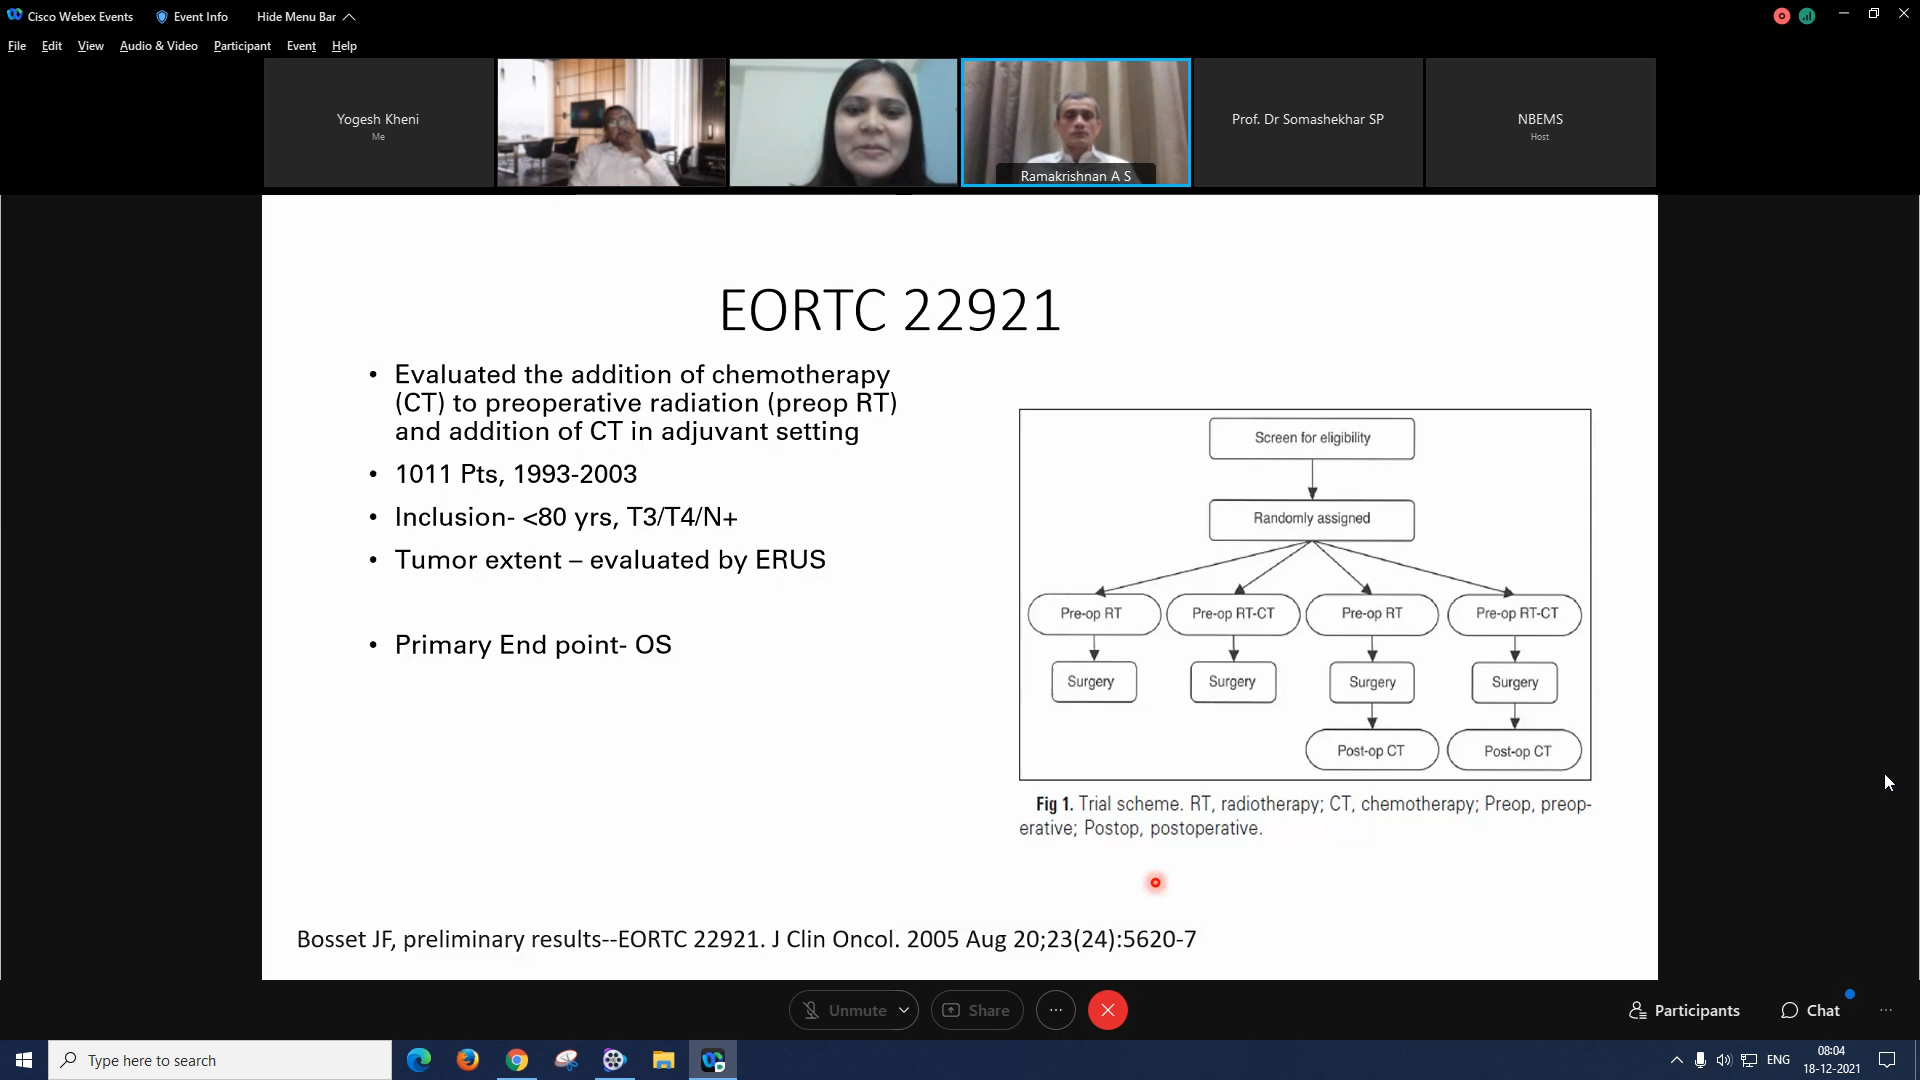 Cisco Webex Events Event Info Hide Menu Bar
File Edit View Audio & Video Participant Event Help
Yogesh Kheni
Me
Ramakrishnan A S
Prof. Dr Somashekhar SP
NBEMS
Host
EORTC 22921
• Evaluated the addition of chemotherapy
(CT) to preoperative radiation (preop RT)
and addition of CT in adjuvant setting
• 1011 Pts, 1993-2003
• Inclusion- <80 yrs, T3/T4/N+
• Tumor extent – evaluated by ERUS
• Primary End point- OS
Screen for eligibility
Randomly assigned
Pre-op RT Pre-op RT-CT Pre-op RT Pre-op RT-CT
Surgery Surgery Surgery Surgery
Post-op CT Post-op CT
Fig 1. Trial scheme. RT, radiotherapy; CT, chemotherapy; Preop, preop-
erative; Postop, postoperative.
Bosset JF, preliminary results--EORTC 22921. J Clin Oncol. 2005 Aug 20;23(24):5620-7
Unmute Share Participants Chat
Type here to search
ENG
08:04
18-12-2021